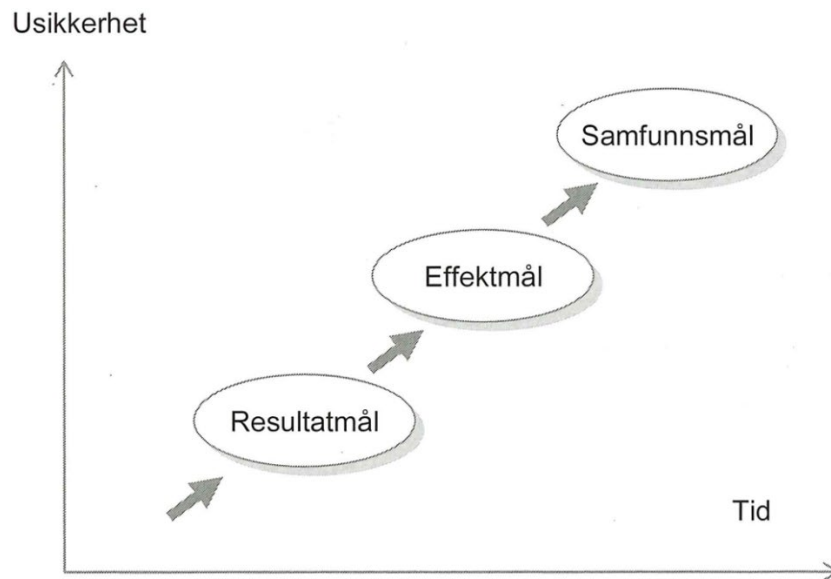 Usikkerhet
Samfunnsmål
Effektmål
Resultatmål
Tid